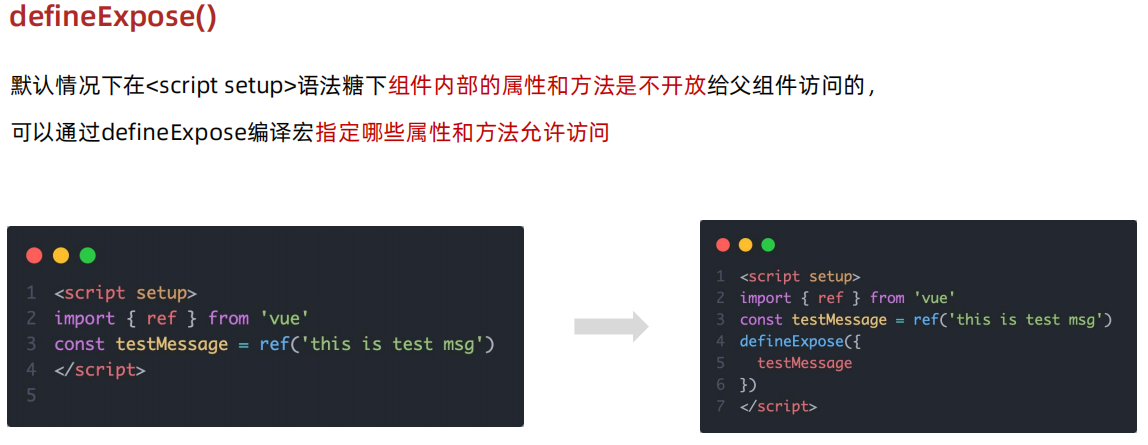 defineExpose()
默认情况下在<script setup>语法糖下组件内部的属性和方法是不开放给父组件访问的，
可以通过defineExpose编译宏指定哪些属性和方法允许访问
1 <script setup>
2 import { ref } from 'vue'
3 const testMessage = ref('this is test msg')
4 </script>
5
1 <script setup>
2 import { ref } from 'vue'
3 const testMessage = ref('this is test msg')
4 defineExpose({
5   testMessage
6 })
7 </script>